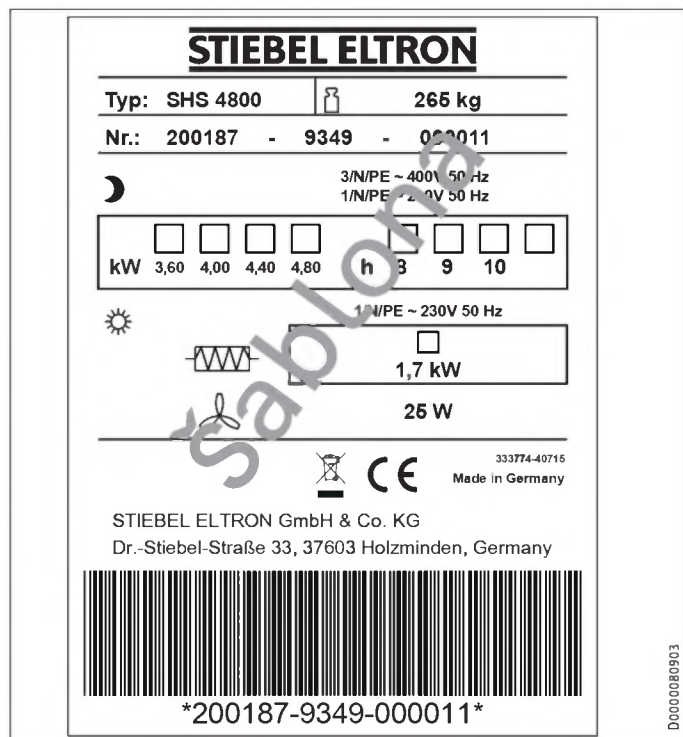 STIEBEL ELTRON
Typ: SHS 4800 265 kg
Nr.: 200187 - 9349 - 000011
3/N/PE ~ 400V 50 Hz
1/N/PE ~ 230V 50 Hz
kW 3,60 4,00 4,40 4,80 h 8 9 10
1/N/PE ~ 230V 50 Hz
1,7 kW
25 W
Šablona
CE
333774-40715
Made in Germany
STIEBEL ELTRON GmbH & Co. KG
Dr.-Stiebel-Straße 33, 37603 Holzminden, Germany
*200187-9349-000011*
D0000080903